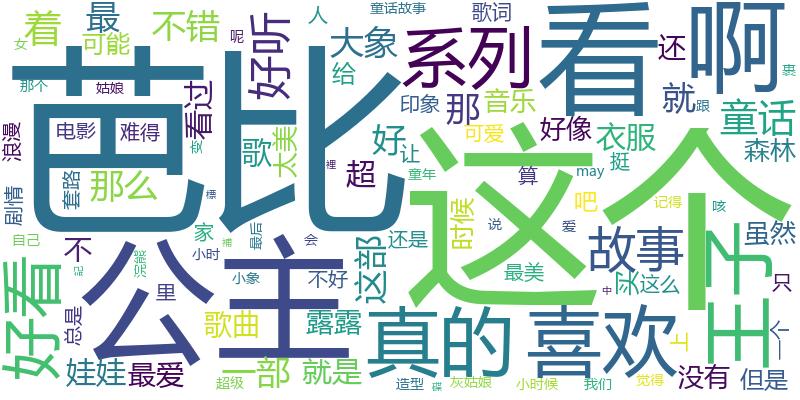 女
着
可能
最
不错
呢
好听
人
童话故事
大象
歌词
系列
看
还
啊
那个
姑娘
看过
给
印象
那
音乐
就
童话
跟
裹
浪漫
电影
难得
芭比
歌
太美
超
好
让
可爱
好像
衣服
森林
套路
那么
裡
童年
这个
算
挺
may
吧
记得
咳
剧情
家
时候
说
爱
故事
王子
虽然
自己
不
浣熊
小时
最后
会
还是
这部
公主
好看
总是
里
小象
不好
最美
买
这么
中
只
歌曲
露露
真的
喜欢
上
一个
娃娃
最爱
一部
就是
超级
造型
碟
灰姑娘
小时候
我们
觉得
没有
但是